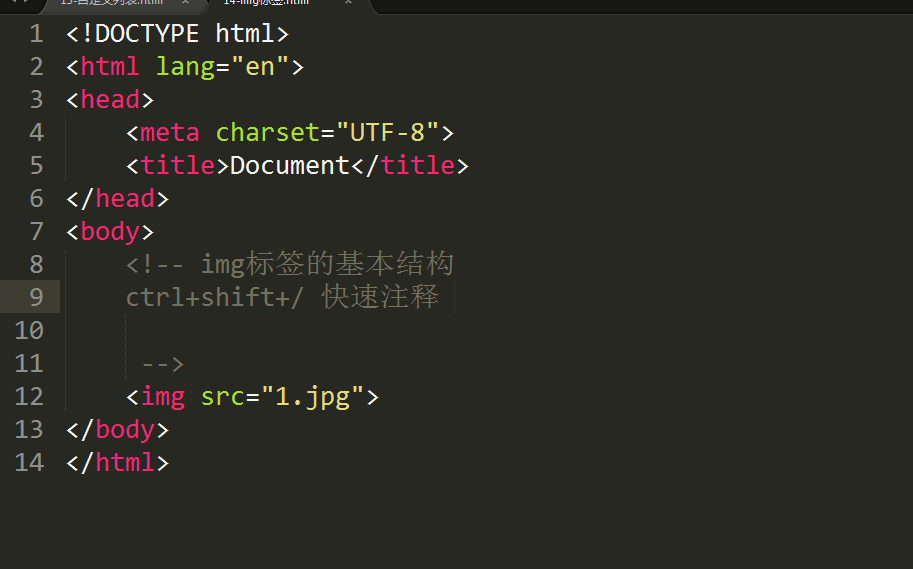 13-自定义列表.html × 14-img标签.html ×
1 <!DOCTYPE html>
2 <html lang="en">
3 <head>
4 <meta charset="UTF-8">
5 <title>Document</title>
6 </head>
7 <body>
8 <!-- img标签的基本结构
9 ctrl+shift+/ 快速注释
10
11 -->
12 <img src="1.jpg">
13 </body>
14 </html>